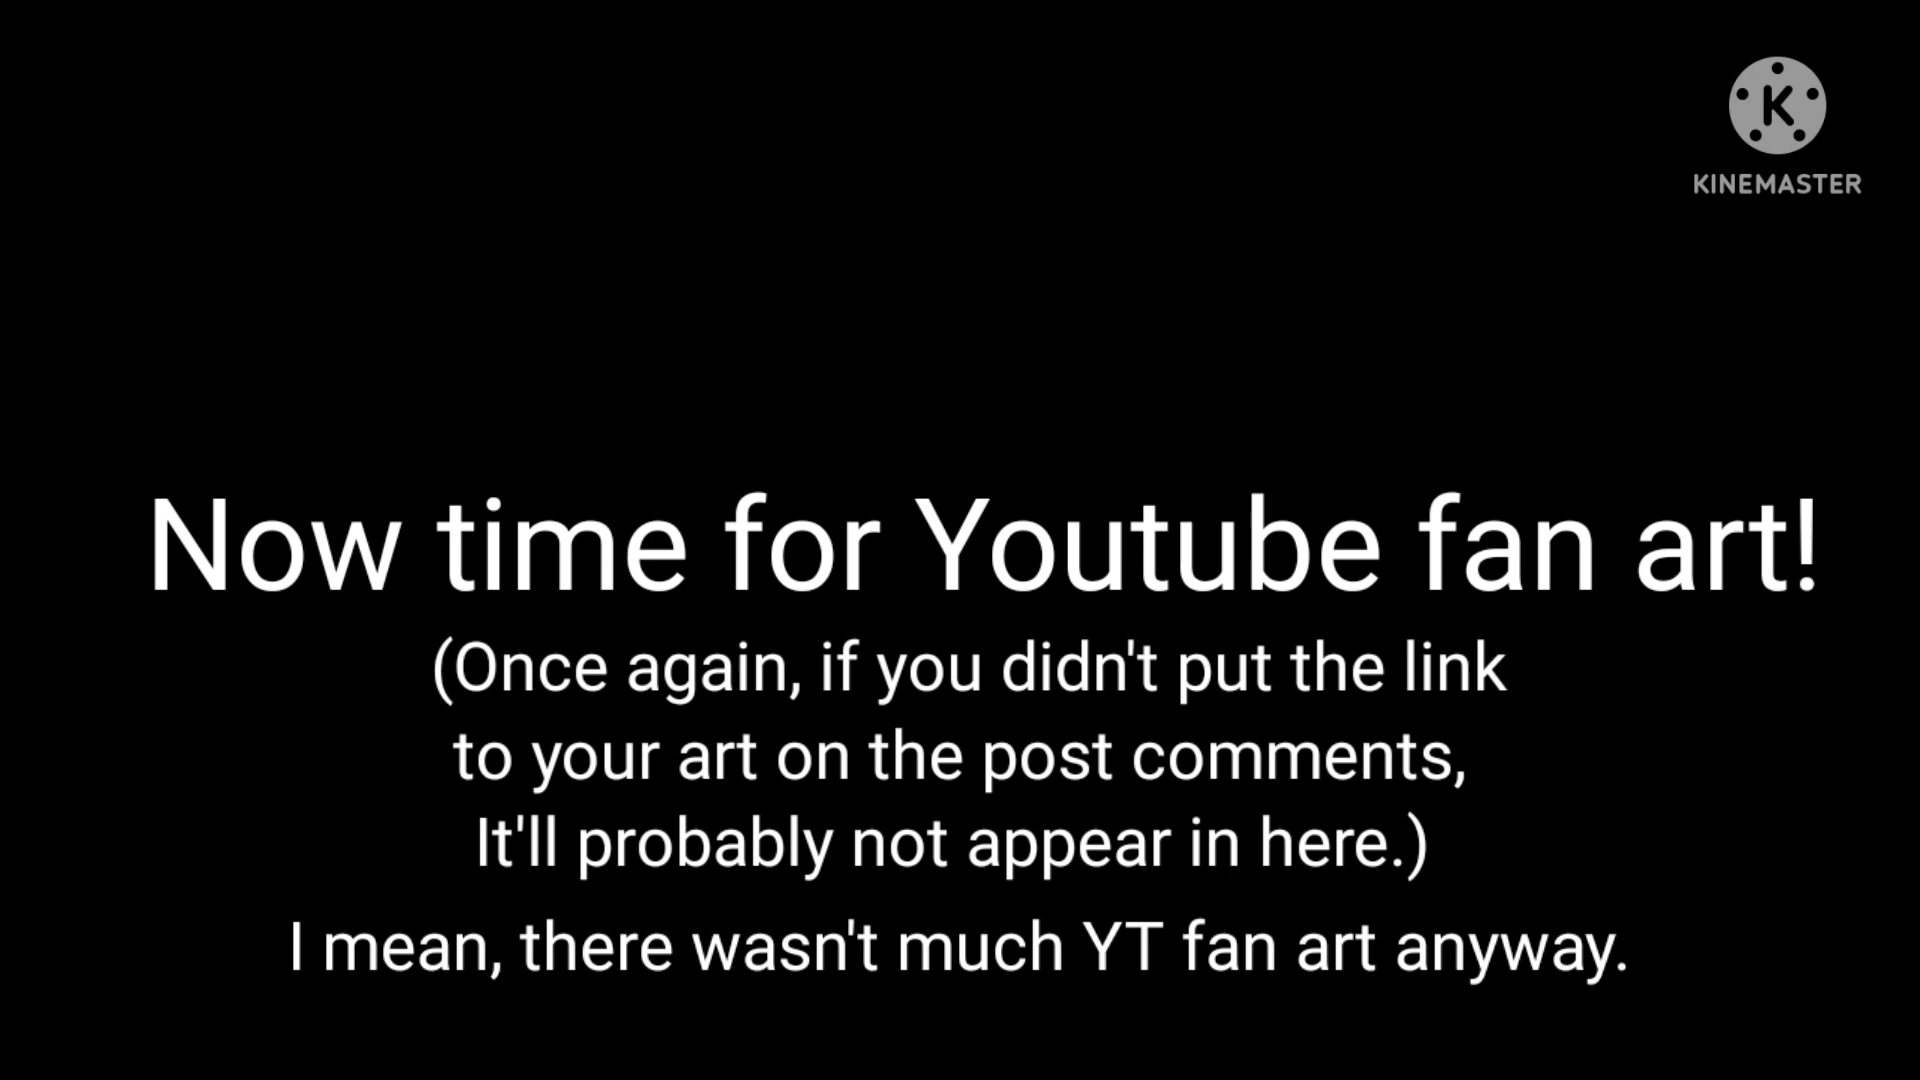 K
KINEMASTER
Now time for Youtube fan art!
(Once again, if you didn't put the link
to your art on the post comments,
It'll probably not appear in here.)
I mean, there wasn't much YT fan art anyway.